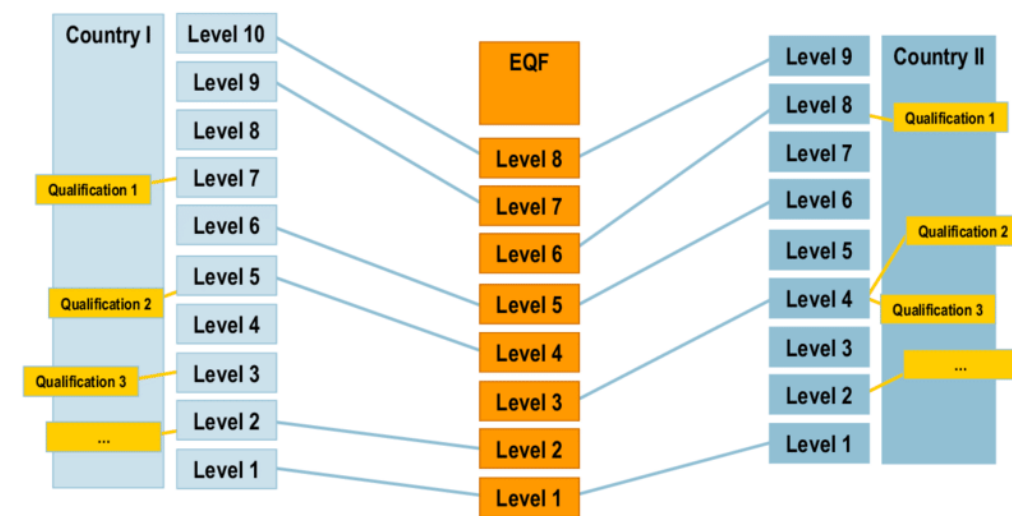 Country I
Level 10
Level 9
Level 8
Level 7
Level 6
Level 5
Level 4
Level 3
Level 2
Level 1
Qualification 1
Qualification 2
Qualification 3
...
EQF
Level 8
Level 7
Level 6
Level 5
Level 4
Level 3
Level 2
Level 1
Level 9
Level 8
Level 7
Level 6
Level 5
Level 4
Level 3
Level 2
Level 1
Country II
Qualification 1
Qualification 2
Qualification 3
...